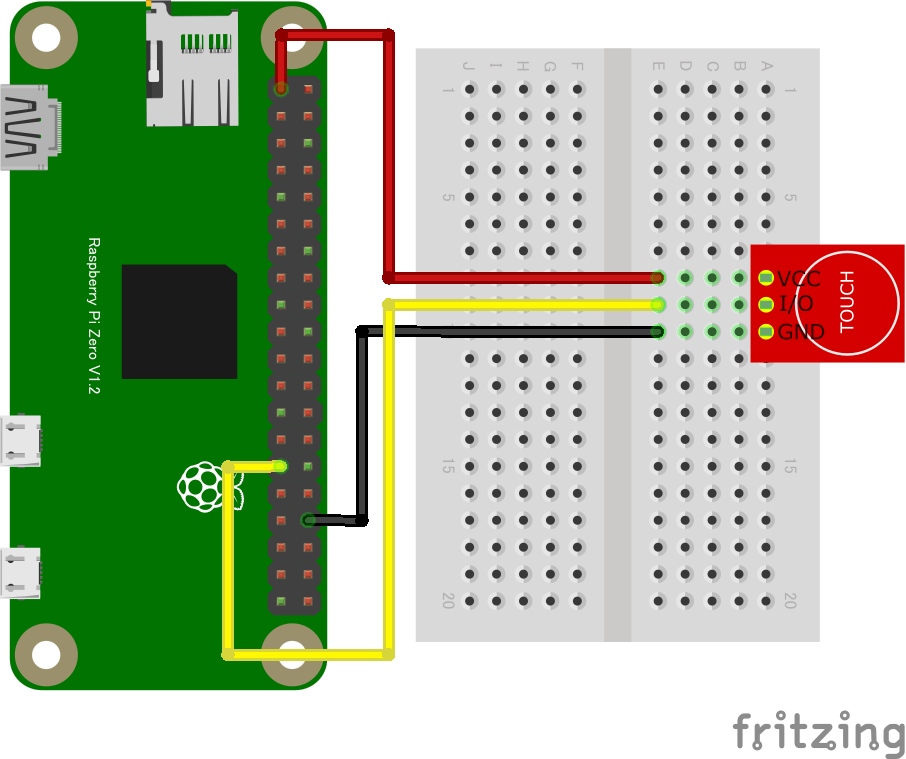 J I H G F E D C B A
1 1
5 5
VCC
I/O
GND
TOUCH
Raspberry Pi Zero V1.2
15 15
20 20
fritzing